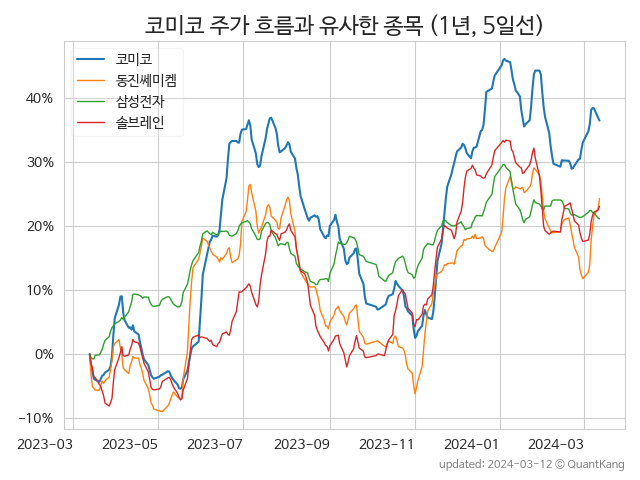 코미코 주가 흐름과 유사한 종목 (1년, 5일선)
코미코
동진쎄미켐
삼성전자
솔브레인
40%
30%
20%
10%
0%
−10%
2023-03 2023-05 2023-07 2023-09 2023-11 2024-01 2024-03
updated: 2024-03-12 © QuantKang